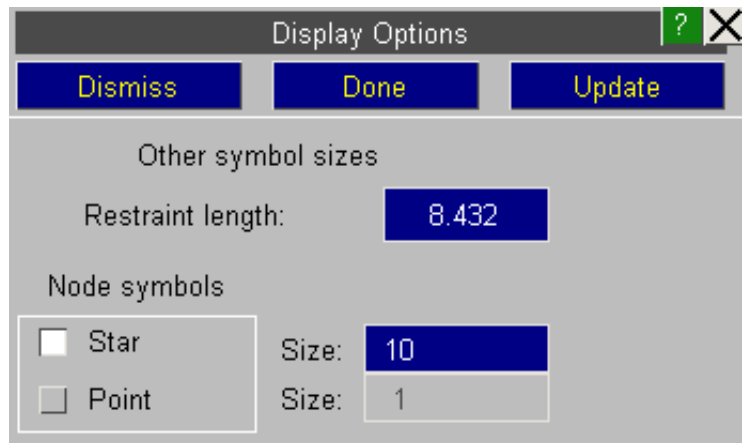 Display Options ?
Dismiss Done Update
Other symbol sizes
Restraint length: 8.432
Node symbols
Star Size: 10
Point Size: 1